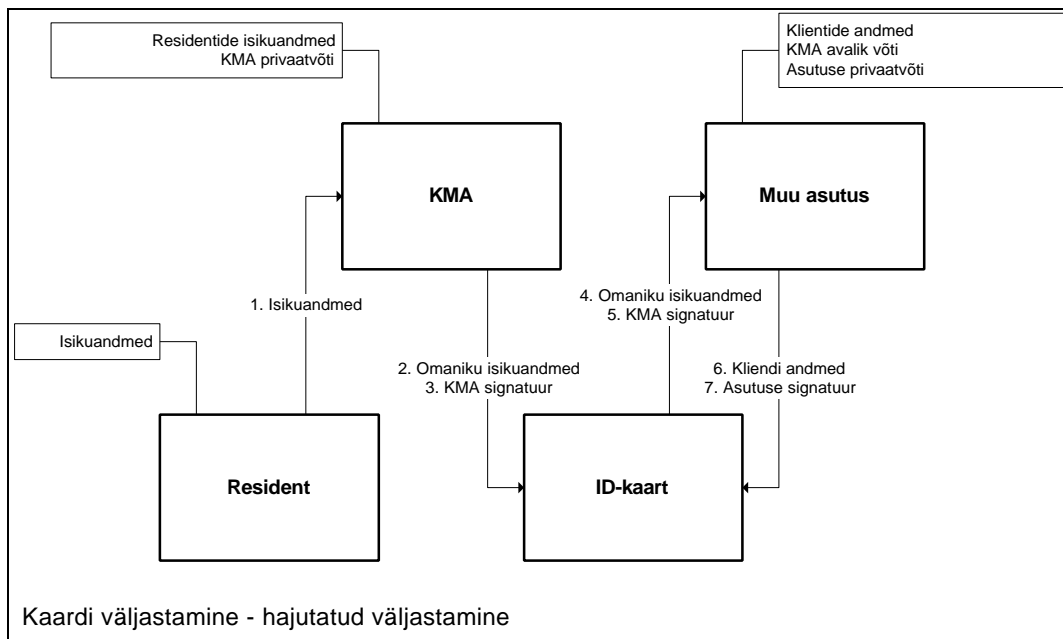 Residentide isikuandmed
KMA privaatvõti
Klientide andmed
KMA avalik võti
Asutuse privaatvõti
KMA
Muu asutus
1. Isikuandmed
4. Omaniku isikuandmed
5. KMA signatuur
Isikuandmed
2. Omaniku isikuandmed
3. KMA signatuur
6. Kliendi andmed
7. Asutuse signatuur
Resident
ID-kaart
Kaardi väljastamine - hajutatud väljastamine